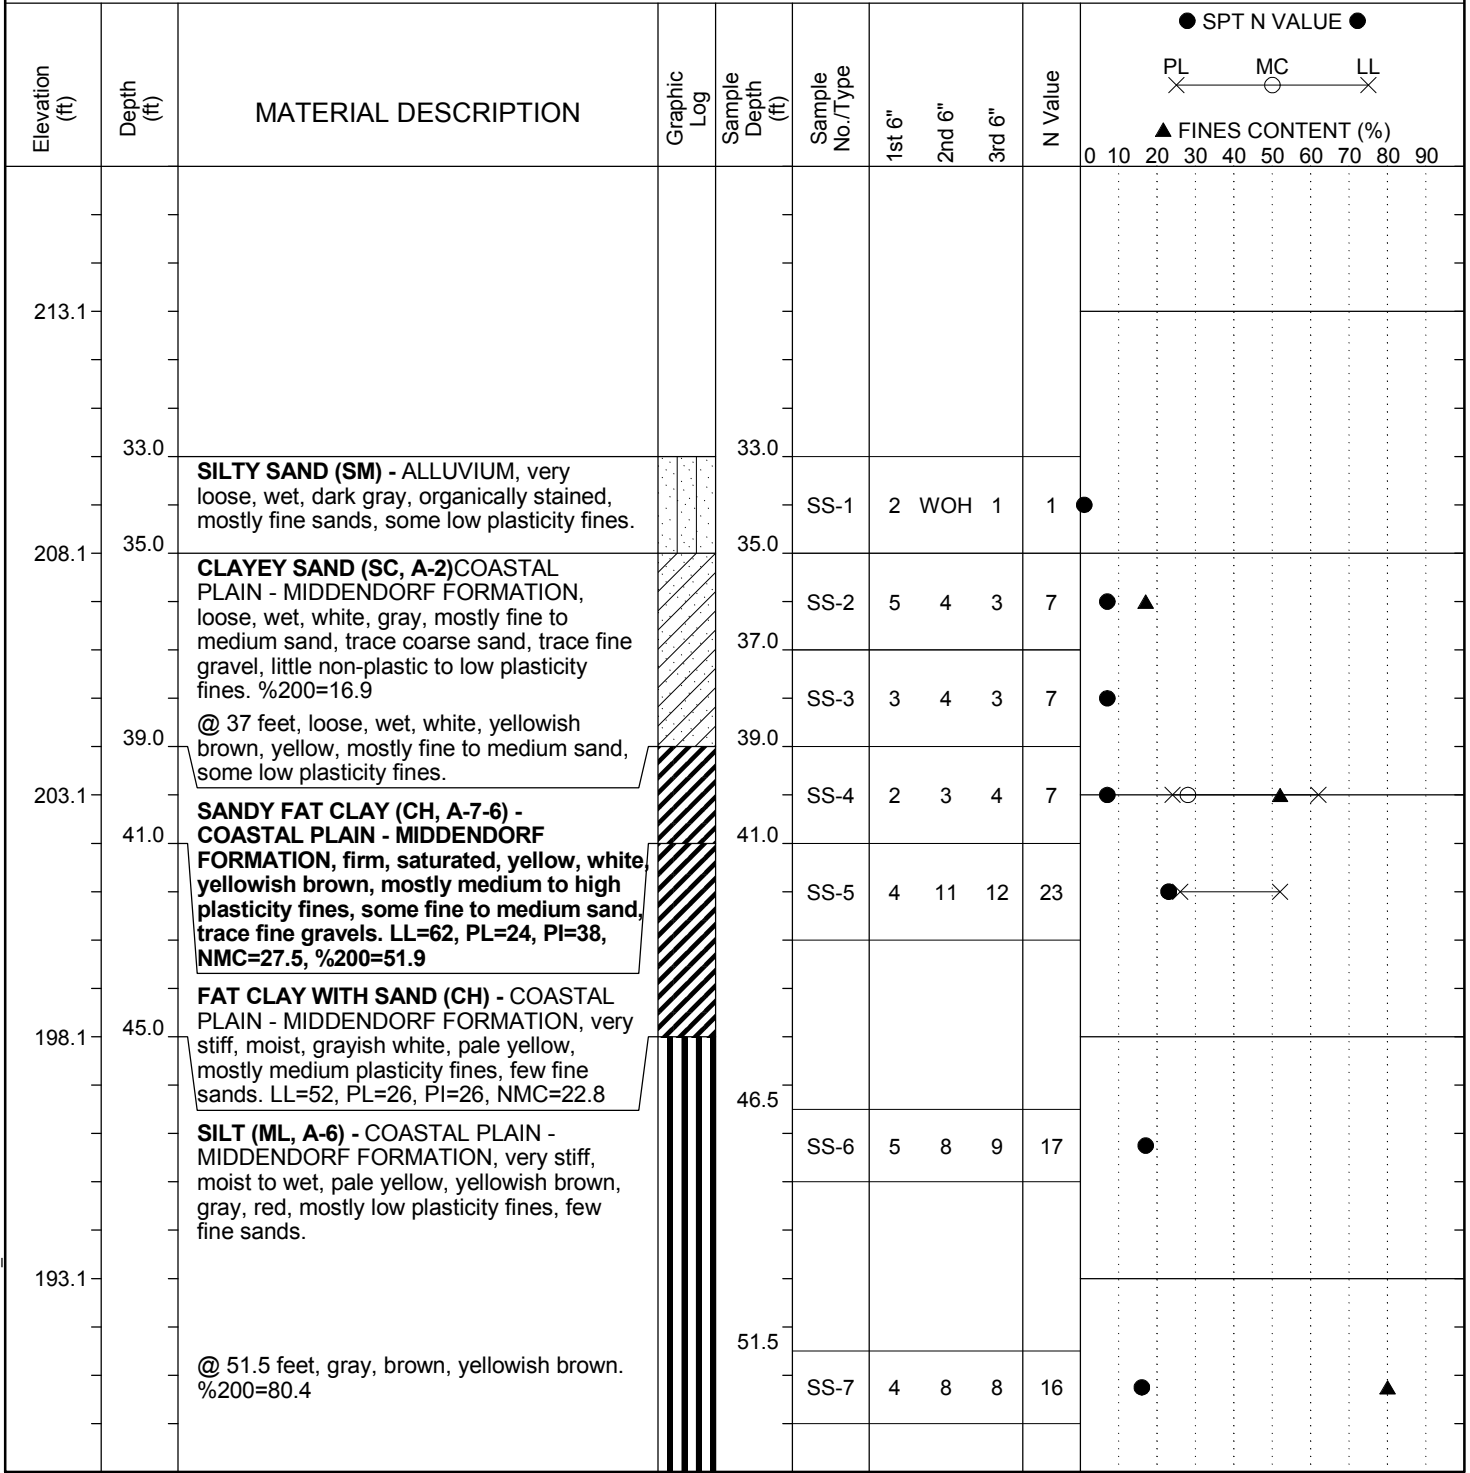 Elevation (ft)
Depth (ft)
MATERIAL DESCRIPTION
Graphic Log
Sample Depth (ft)
Sample No./Type
1st 6"
2nd 6"
3rd 6"
N Value
● SPT N VALUE ●
PL MC LL
▲ FINES CONTENT (%)
0 10 20 30 40 50 60 70 80 90
213.1
33.0
33.0
SILTY SAND (SM) - ALLUVIUM, very
loose, wet, dark gray, organically stained,
mostly fine sands, some low plasticity fines.
SS-1 2 WOH 1 1
208.1
35.0
35.0
CLAYEY SAND (SC, A-2)COASTAL
PLAIN - MIDDENDORF FORMATION,
loose, wet, white, gray, mostly fine to
medium sand, trace coarse sand, trace fine
gravel, little non-plastic to low plasticity
fines. %200=16.9
SS-2 5 4 3 7
37.0
@ 37 feet, loose, wet, white, yellowish
brown, yellow, mostly fine to medium sand,
some low plasticity fines.
SS-3 3 4 3 7
39.0
39.0
203.1
SANDY FAT CLAY (CH, A-7-6) -
COASTAL PLAIN - MIDDENDORF
FORMATION, firm, saturated, yellow, white,
yellowish brown, mostly medium to high
plasticity fines, some fine to medium sand,
trace fine gravels. LL=62, PL=24, PI=38,
NMC=27.5, %200=51.9
SS-4 2 3 4 7
41.0
41.0
SS-5 4 11 12 23
FAT CLAY WITH SAND (CH) - COASTAL
PLAIN - MIDDENDORF FORMATION, very
stiff, moist, grayish white, pale yellow,
mostly medium plasticity fines, few fine
sands. LL=52, PL=26, PI=26, NMC=22.8
198.1
45.0
46.5
SILT (ML, A-6) - COASTAL PLAIN -
MIDDENDORF FORMATION, very stiff,
moist to wet, pale yellow, yellowish brown,
gray, red, mostly low plasticity fines, few
fine sands.
SS-6 5 8 9 17
193.1
51.5
@ 51.5 feet, gray, brown, yellowish brown.
%200=80.4
SS-7 4 8 8 16